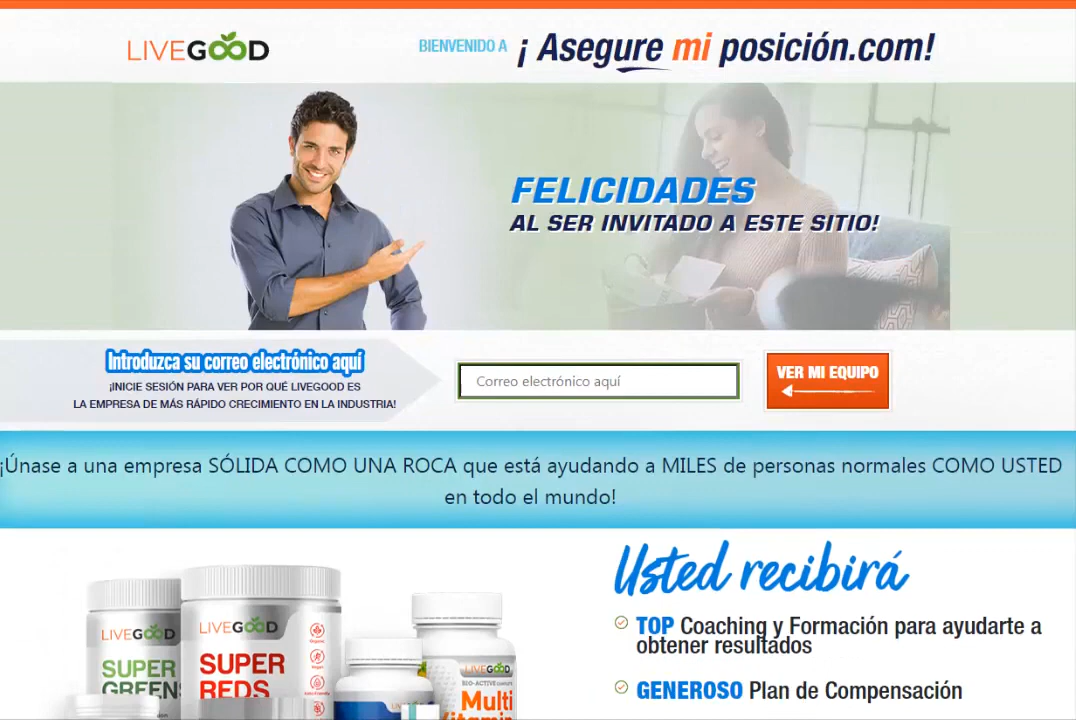 LIVEGOOD
BIENVENIDO A ¡ Asegure mi posición.com!
FELICIDADES
AL SER INVITADO A ESTE SITIO!
Introduzca su correo electrónico aquí
¡INICIE SESIÓN PARA VER POR QUÉ LIVEGOOD ES
LA EMPRESA DE MÁS RÁPIDO CRECIMIENTO EN LA INDUSTRIA!
Correo electrónico aquí
VER MI EQUIPO
¡Únase a una empresa SÓLIDA COMO UNA ROCA que está ayudando a MILES de personas normales COMO USTED
en todo el mundo!
Usted recibirá
TOP Coaching y Formación para ayudarte a
obtener resultados
GENEROSO Plan de Compensación
LIVEGOOD
SUPER
GREENS
LIVEGOOD
SUPER
REDS
LIVEGOOD
BIO-ACTIVE COMPLETE
Multi